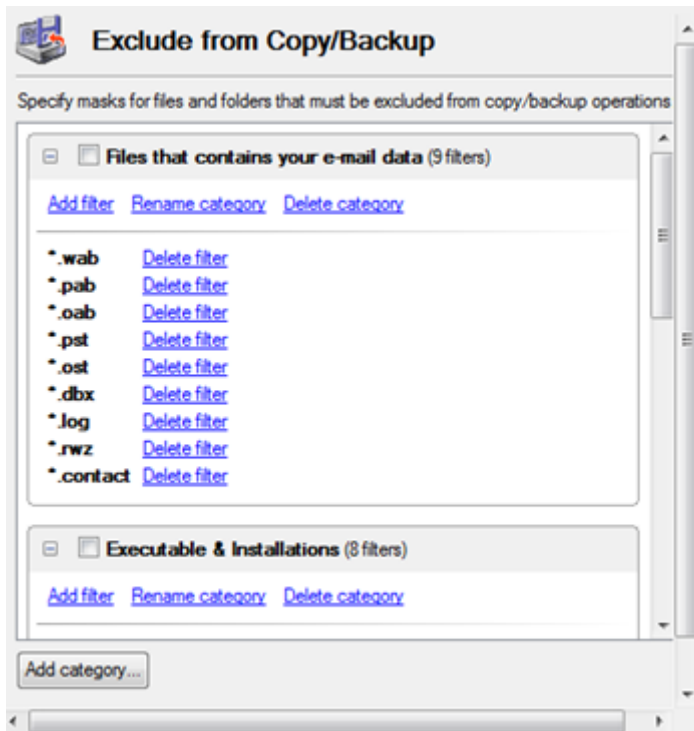 Exclude from Copy/Backup
Specify masks for files and folders that must be excluded from copy/backup operations
Files that contains your e-mail data (9 filters)
Add filter Rename category Delete category
*.wab Delete filter
*.pab Delete filter
*.oab Delete filter
*.pst Delete filter
*.ost Delete filter
*.dbx Delete filter
*.log Delete filter
*.rwz Delete filter
*.contact Delete filter
Executable & Installations (8 filters)
Add filter Rename category Delete category
Add category...